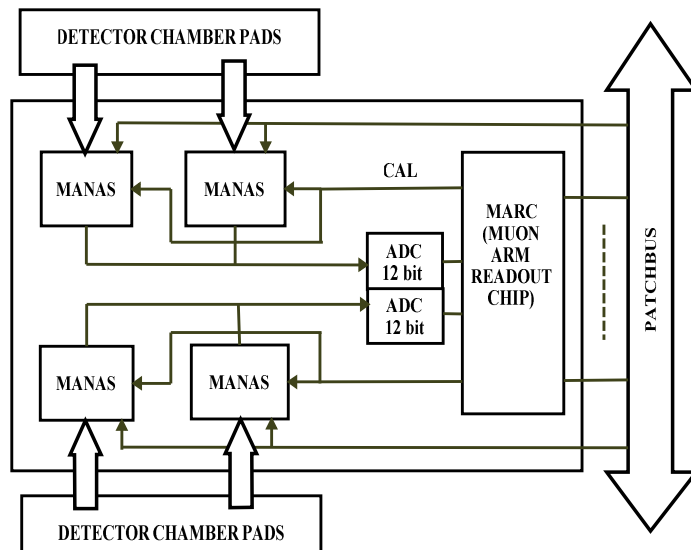 DETECTOR CHAMBER PADS
MANAS
MANAS
CAL
MARC
(MUON
ARM
READOUT
CHIP)
ADC
12 bit
ADC
12 bit
PATCHBUS
MANAS
MANAS
DETECTOR CHAMBER PADS